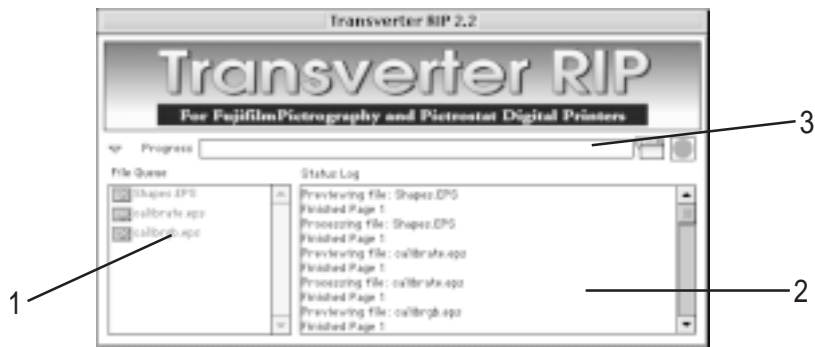 Transverter RIP 2.2
Transverter RIP
For Fujifilm Pictrography and Pictrostat Digital Printers
3
Progress
File Queue
Status Log
Shapes.EPS
calibrate.eps
calibrgb.eps
Previewing file: Shapes.EPS
Finished Page 1
Processing file: Shapes.EPS
Finished Page 1
Previewing file: calibrate.eps
Finished Page 1
Processing file: calibrate.eps
Finished Page 1
Previewing file: calibrgb.eps
Finished Page 1
1
2